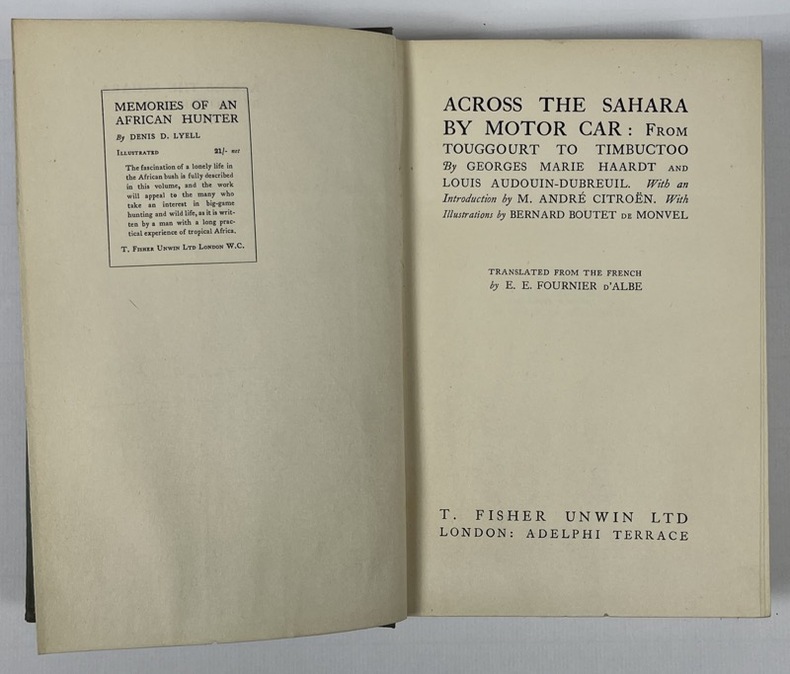 MEMORIES OF AN
AFRICAN HUNTER
By DENIS D. LYELL
ILLUSTRATED 21/- net
The fascination of a lonely life in
the African bush is fully described
in this volume, and the work
will appeal to the many who
take an interest in big-game
hunting and wild life, as it is writ-
ten by a man with a long prac-
tical experience of tropical Africa.
T. FISHER UNWIN LTD LONDON W.C.
ACROSS THE SAHARA
BY MOTOR CAR: FROM
TOUGGOURT TO TIMBUCTOO
By GEORGES MARIE HAARDT AND
LOUIS AUDOUIN-DUBREUIL. With an
Introduction by M. ANDRÉ CITROËN. With
Illustrations by BERNARD BOUTET DE MONVEL
TRANSLATED FROM THE FRENCH
by E. E. FOURNIER D'ALBE
T. FISHER UNWIN LTD
LONDON: ADELPHI TERRACE